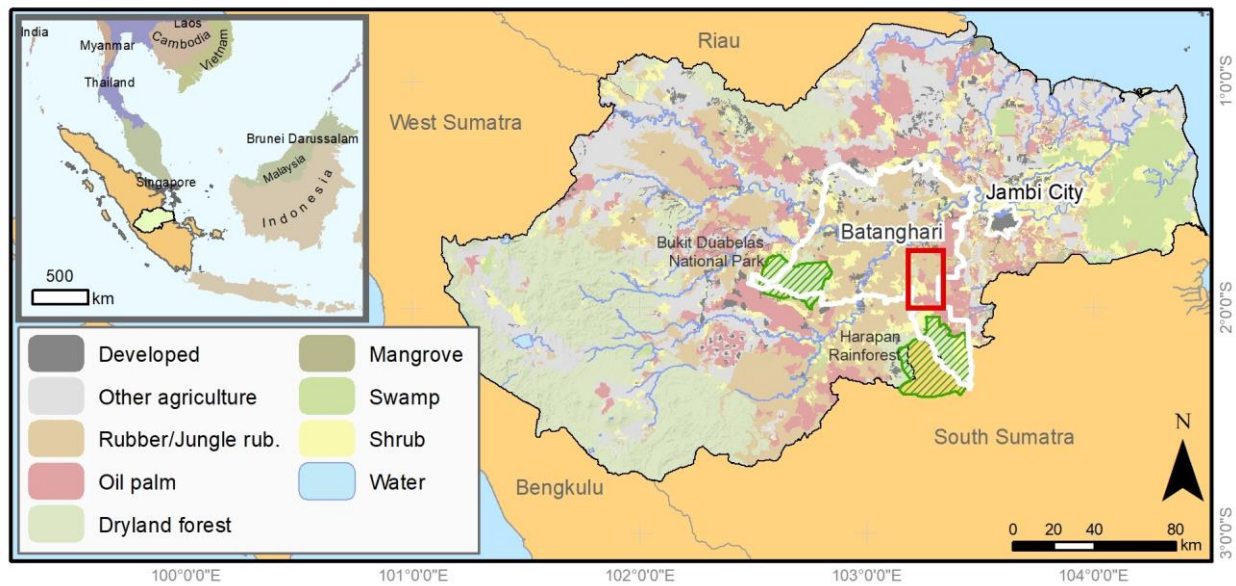 India
Laos
Myanmar
Cambodia
Vietnam
Thailand
Brunei Darussalam
Malaysia
Singapore
Indonesia
500
km
Riau
West Sumatra
Jambi City
Batanghari
Bukit Duabelas
National Park
Harapan
Rainforest
South Sumatra
Bengkulu
Developed
Other agriculture
Rubber/Jungle rub.
Oil palm
Dryland forest
Mangrove
Swamp
Shrub
Water
N
0 20 40 80
km
1°0'0"S
2°0'0"S
3°0'0"S
100°0'0"E
101°0'0"E
102°0'0"E
103°0'0"E
104°0'0"E